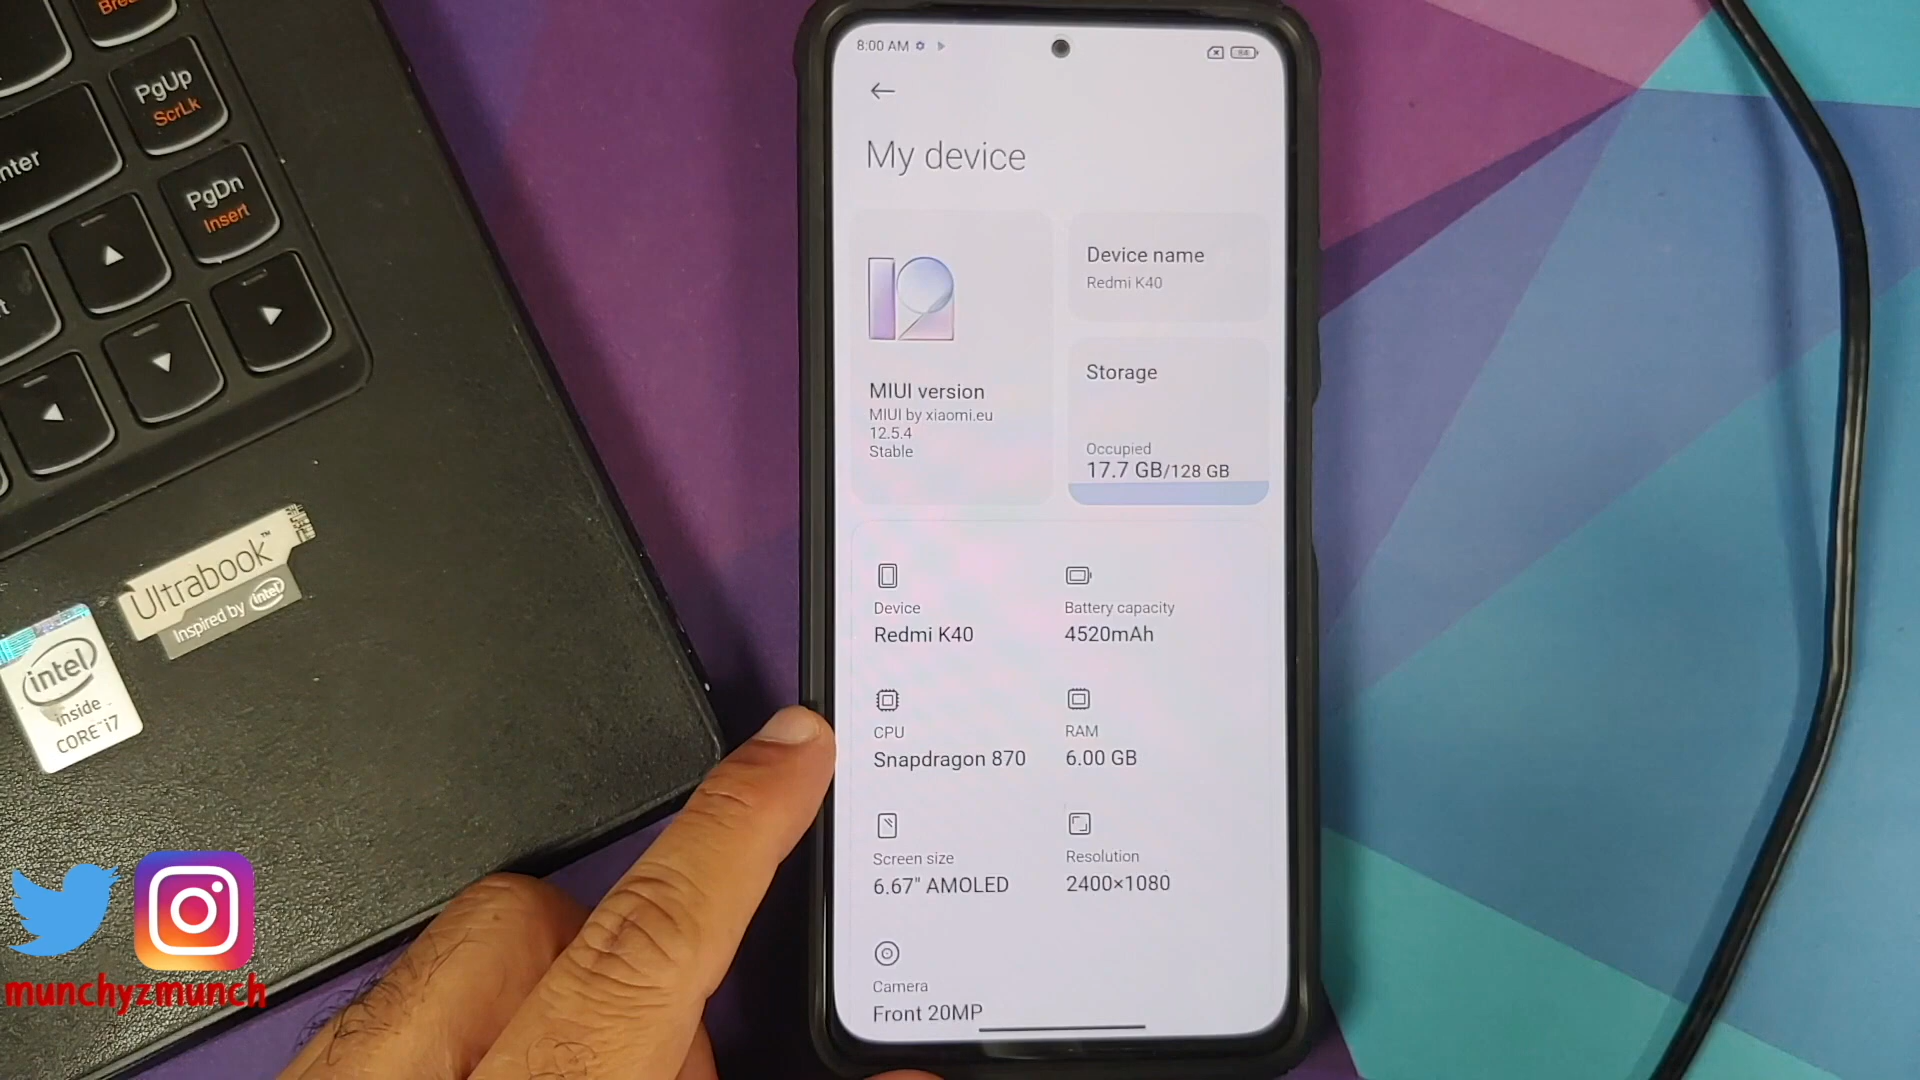 Brea
PgUp
ScrLk
nter
PgDn
Insert
Ultrabook™
Inspired by intel
intel
inside
CORE i7
munchyzmunch
8:00 AM
My device
MIUI version
MIUI by xiaomi.eu
12.5.4
Stable
Device name
Redmi K40
Storage
Occupied
17.7 GB/128 GB
Device
Redmi K40
Battery capacity
4520mAh
CPU
Snapdragon 870
RAM
6.00 GB
Screen size
6.67" AMOLED
Resolution
2400×1080
Camera
Front 20MP